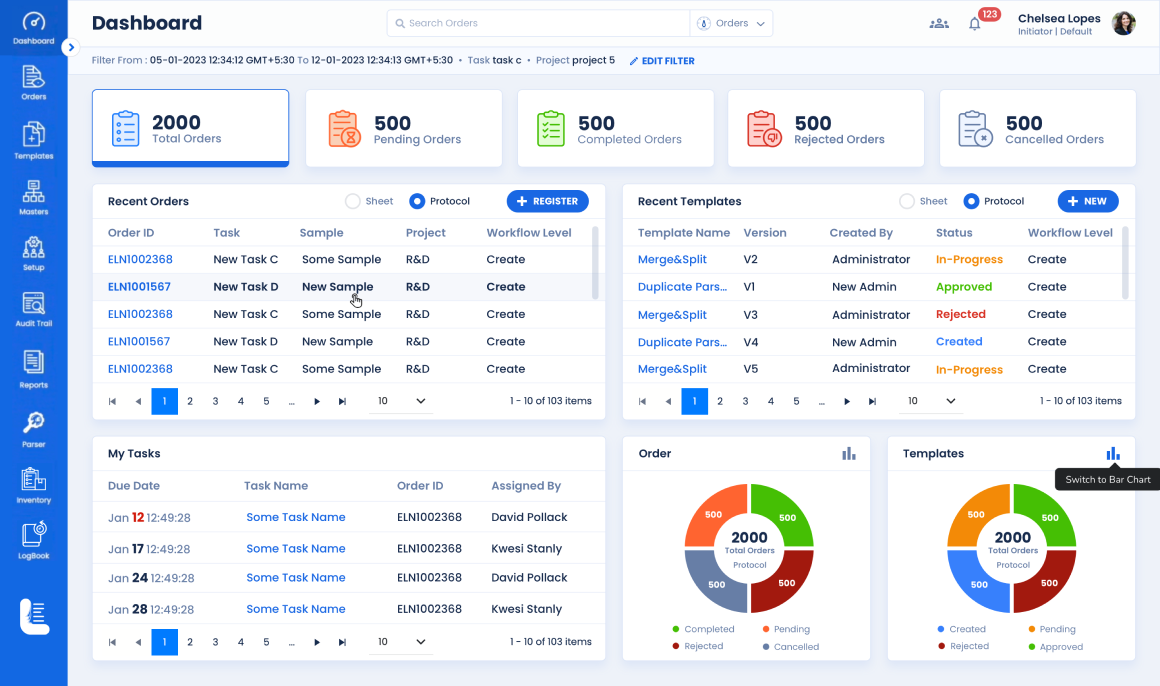 Dashboard
Search Orders
Orders
123
Chelsea Lopes
Initiator | Default
Filter From : 05-01-2023 12:34:12 GMT+5:30 To 12-01-2023 12:34:13 GMT+5:30 • Task task c • Project project 5 EDIT FILTER
Dashboard
Orders
Templates
Masters
Setup
Audit Trail
Reports
Parser
Inventory
LogBook
2000
Total Orders
500
Pending Orders
500
Completed Orders
500
Rejected Orders
500
Cancelled Orders
Recent Orders Sheet Protocol + REGISTER
Order ID Task Sample Project Workflow Level
ELN1002368 New Task C Some Sample R&D Create
ELN1001567 New Task D New Sample R&D Create
ELN1002368 New Task C Some Sample R&D Create
ELN1001567 New Task D New Sample R&D Create
ELN1002368 New Task C Some Sample R&D Create
1 2 3 4 5 ... 10 1 - 10 of 103 items
Recent Templates Sheet Protocol + NEW
Template Name Version Created By Status Workflow Level
Merge&Split V2 Administrator In-Progress Create
Duplicate Pars... V1 New Admin Approved Create
Merge&Split V3 Administrator Rejected Create
Duplicate Pars... V4 New Admin Created Create
Merge&Split V5 Administrator In-Progress Create
1 2 3 4 5 ... 10 1 - 10 of 103 items
My Tasks
Due Date Task Name Order ID Assigned By
Jan 12 12:49:28 Some Task Name ELN1002368 David Pollack
Jan 17 12:49:28 Some Task Name ELN1002368 Kwesi Stanly
Jan 24 12:49:28 Some Task Name ELN1002368 David Pollack
Jan 28 12:49:28 Some Task Name ELN1002368 Kwesi Stanly
1 2 3 4 5 ... 10 1 - 10 of 103 items
Order
500 500
2000
Total Orders
Protocol
500 500
Completed Pending
Rejected Cancelled
Templates
Switch to Bar Chart
500 500
2000
Total Orders
Protocol
500 500
Created Pending
Rejected Approved